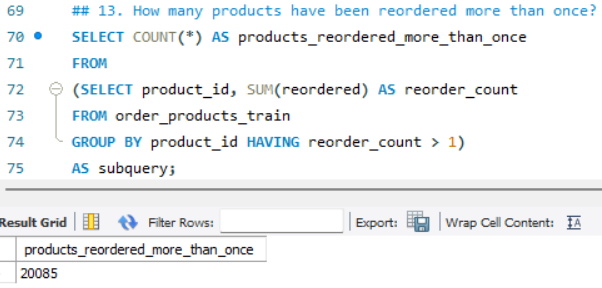 69 ## 13. How many products have been reordered more than once?
70 SELECT COUNT(*) AS products_reordered_more_than_once
71 FROM
72 (SELECT product_id, SUM(reordered) AS reorder_count
73 FROM order_products_train
74 GROUP BY product_id HAVING reorder_count > 1)
75 AS subquery;
Result Grid Filter Rows: Export: Wrap Cell Content: IA
products_reordered_more_than_once
20085